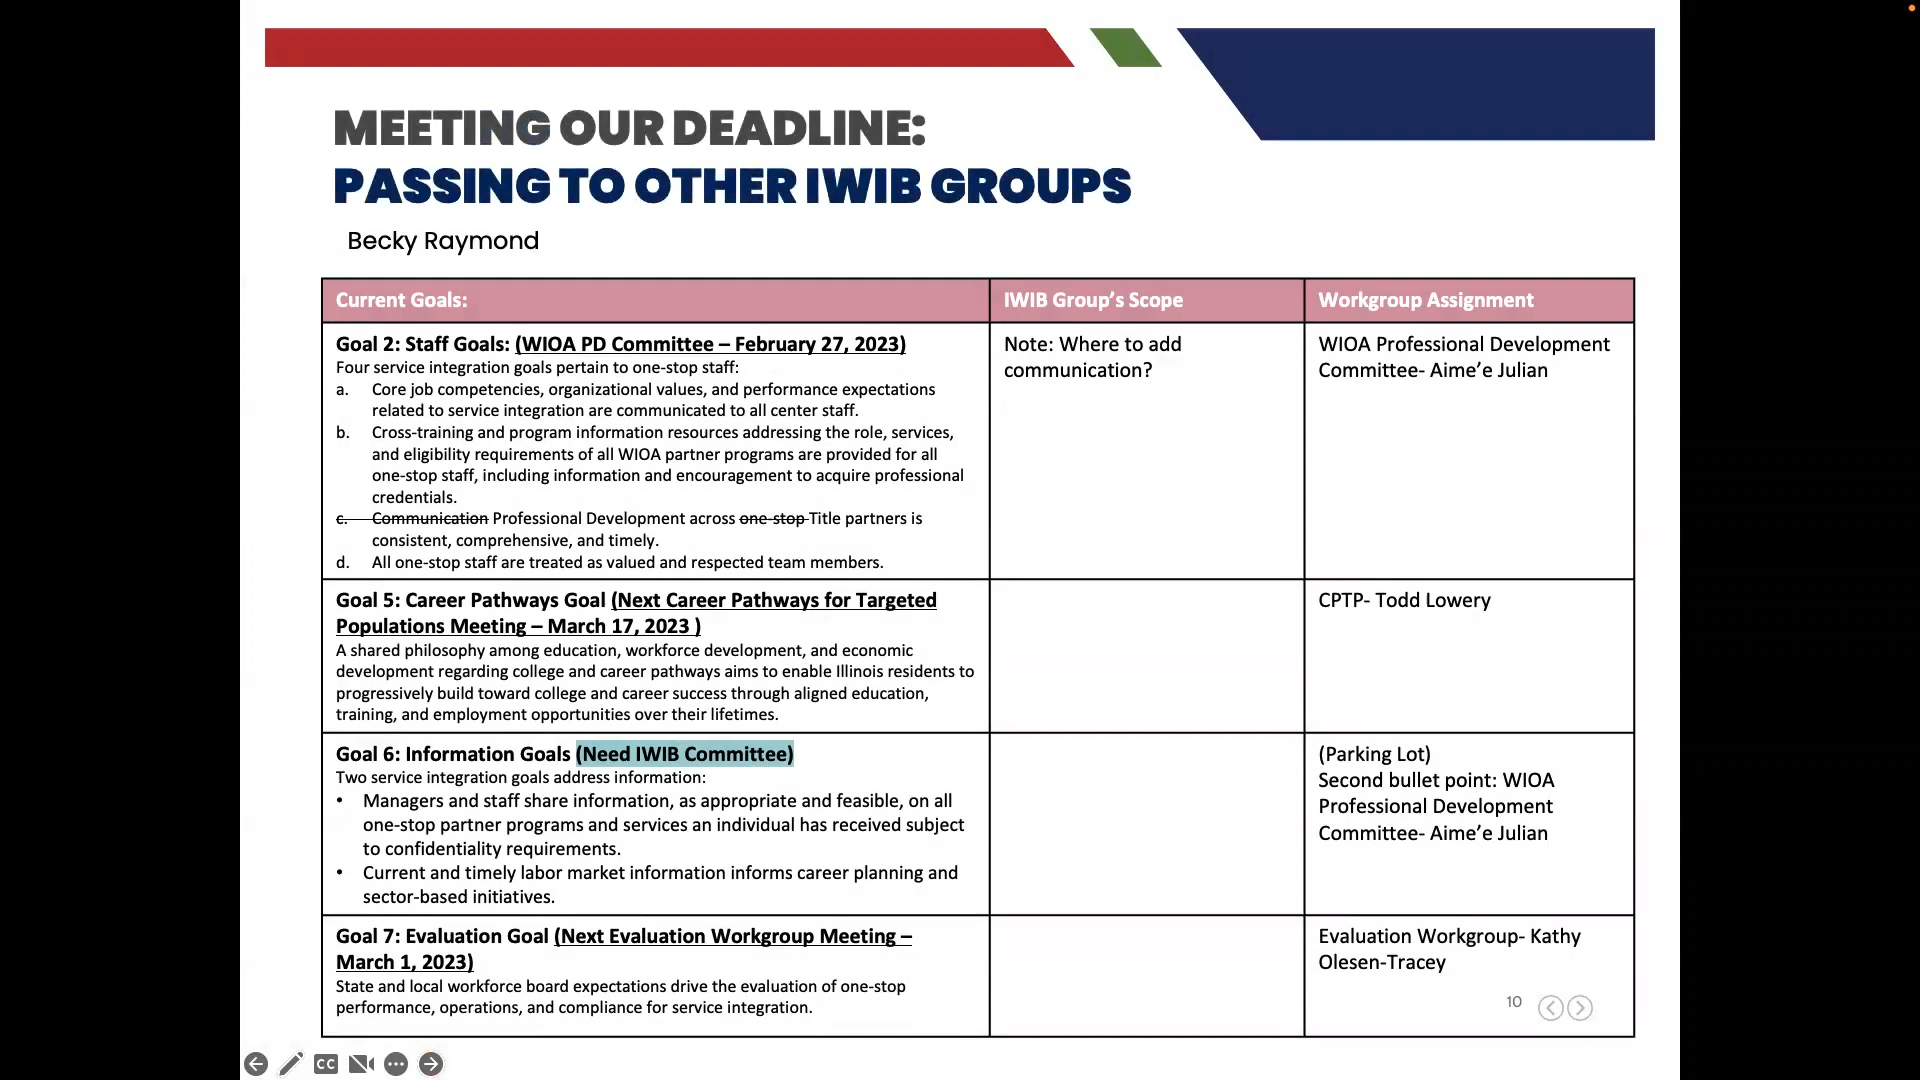 MEETING OUR DEADLINE:
PASSING TO OTHER IWIB GROUPS
Becky Raymond
Current Goals:
IWIB Group’s Scope
Workgroup Assignment
Goal 2: Staff Goals: (WIOA PD Committee – February 27, 2023)
Four service integration goals pertain to one-stop staff:
a. Core job competencies, organizational values, and performance expectations
related to service integration are communicated to all center staff.
b. Cross-training and program information resources addressing the role, services,
and eligibility requirements of all WIOA partner programs are provided for all
one-stop staff, including information and encouragement to acquire professional
credentials.
c. Communication Professional Development across one-stop Title partners is
consistent, comprehensive, and timely.
d. All one-stop staff are treated as valued and respected team members.
Note: Where to add
communication?
WIOA Professional Development
Committee- Aime’e Julian
Goal 5: Career Pathways Goal (Next Career Pathways for Targeted
Populations Meeting – March 17, 2023 )
A shared philosophy among education, workforce development, and economic
development regarding college and career pathways aims to enable Illinois residents to
progressively build toward college and career success through aligned education,
training, and employment opportunities over their lifetimes.
CPTP- Todd Lowery
Goal 6: Information Goals (Need IWIB Committee)
Two service integration goals address information:
• Managers and staff share information, as appropriate and feasible, on all
one-stop partner programs and services an individual has received subject
to confidentiality requirements.
• Current and timely labor market information informs career planning and
sector-based initiatives.
(Parking Lot)
Second bullet point: WIOA
Professional Development
Committee- Aime’e Julian
Goal 7: Evaluation Goal (Next Evaluation Workgroup Meeting –
March 1, 2023)
State and local workforce board expectations drive the evaluation of one-stop
performance, operations, and compliance for service integration.
Evaluation Workgroup- Kathy
Olesen-Tracey
10
CC